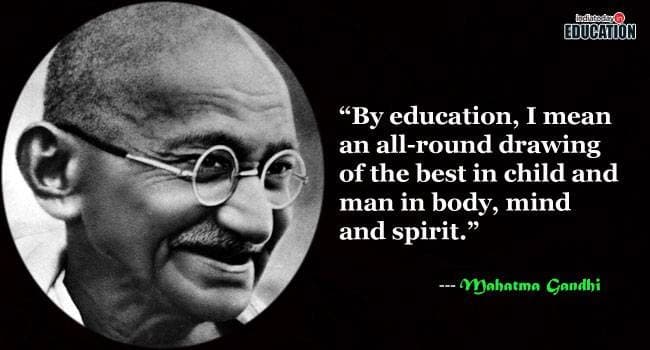 indiatoday.in
EDUCATION
“By education, I mean
an all-round drawing
of the best in child and
man in body, mind
and spirit.”
--- Mahatma Gandhi